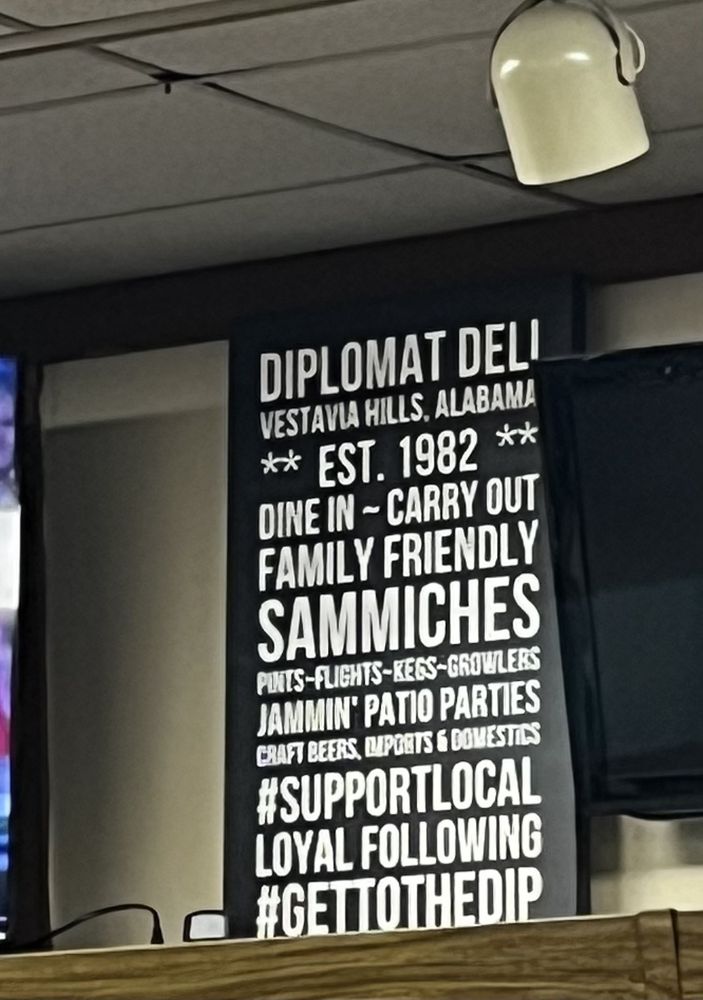 DIPLOMAT DELI
VESTAVIA HILLS, ALABAMA
** EST. 1982 **
DINE IN ~ CARRY OUT
FAMILY FRIENDLY
SAMMICHES
PINTS~FLIGHTS~KEGS~GROWLERS
JAMMIN' PATIO PARTIES
CRAFT BEERS, IMPORTS & DOMESTICS
#SUPPORTLOCAL
LOYAL FOLLOWING
#GETTOTHEDIP